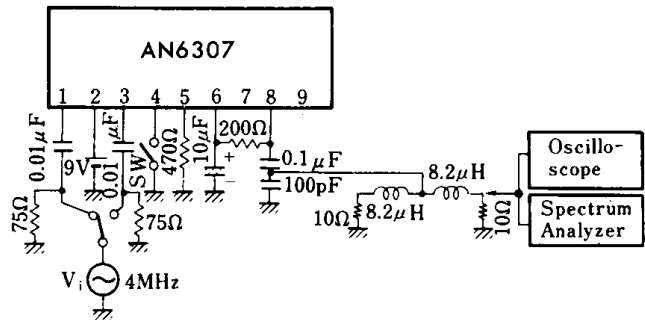 AN6307
1 2 3 4 5 6 7 8 9
0.01μF
9V
0.01 μF
SW
470Ω
10μF
+
−
200Ω
0.1μF
100pF
8.2μH
8.2μH
10Ω
10Ω
Oscillo-
scope
Spectrum
Analyzer
75Ω
75Ω
Vi
4MHz